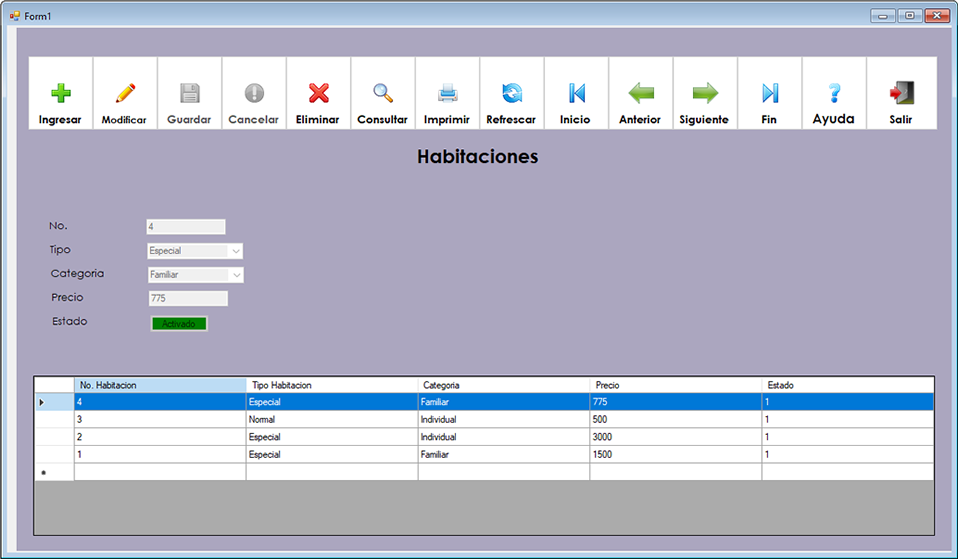 Form1
Ingresar Modificar Guardar Cancelar Eliminar Consultar Imprimir Refrescar Inicio Anterior Siguiente Fin Ayuda Salir
Habitaciones
No. 4
Tipo Especial
Categoria Familiar
Precio 775
Estado Activado
No. Habitacion Tipo Habitacion Categoria Precio Estado
4 Especial Familiar 775 1
3 Normal Individual 500 1
2 Especial Individual 3000 1
1 Especial Familiar 1500 1